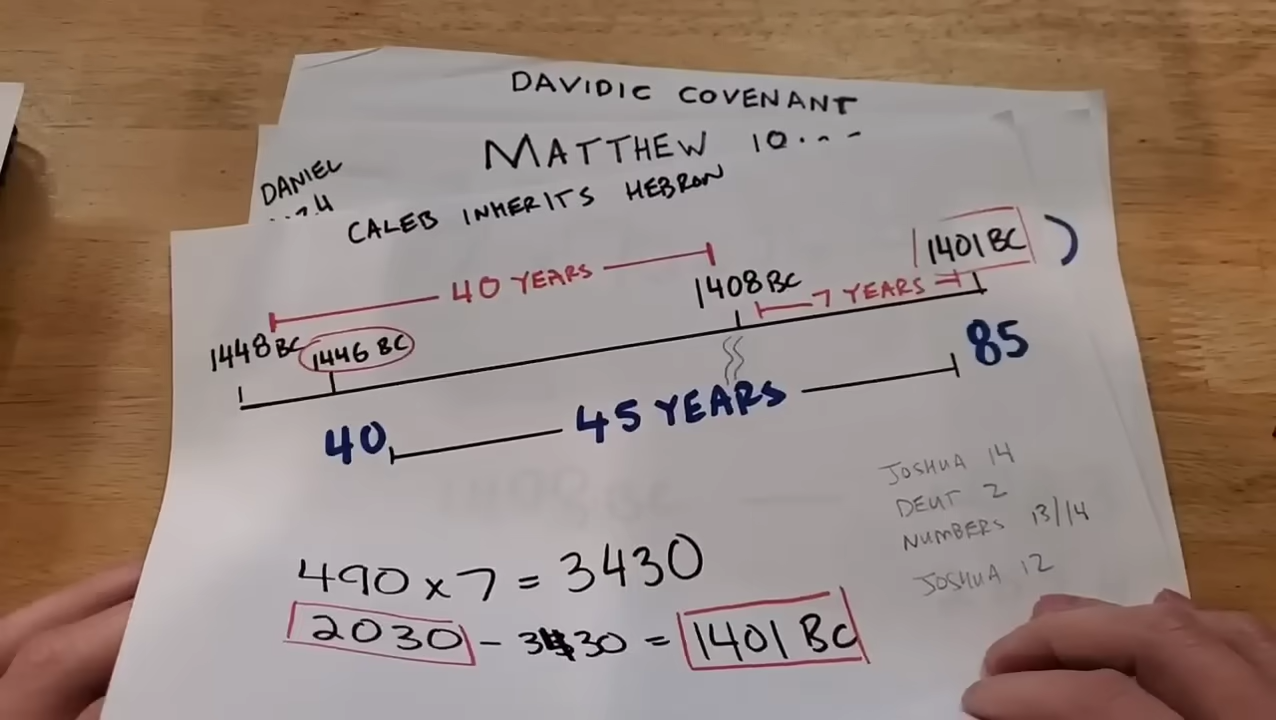 DAVIDIC COVENANT
MATTHEW 10...
DANIEL
CALEB INHERITS HEBRON
1401 BC
40 YEARS
1408 BC
7 YEARS
1448 BC
1446 BC
85
40
45 YEARS
JOSHUA 14
DEUT 2
NUMBERS 13/14
JOSHUA 12
490 x 7 = 3430
2030 - 3430 = 1401 BC